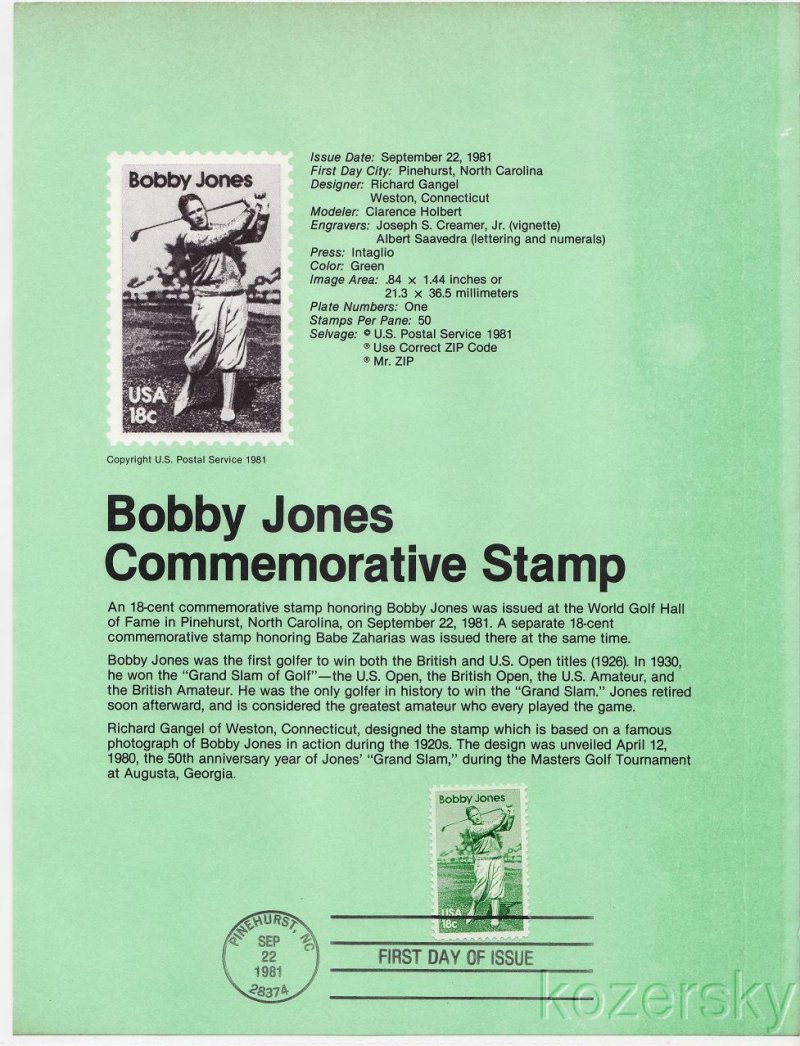 Bobby Jones
USA
18c
Issue Date: September 22, 1981
First Day City: Pinehurst, North Carolina
Designer: Richard Gangel
Weston, Connecticut
Modeler: Clarence Holbert
Engravers: Joseph S. Creamer, Jr. (vignette)
Albert Saavedra (lettering and numerals)
Press: Intaglio
Color: Green
Image Area: .84 × 1.44 inches or
21.3 × 36.5 millimeters
Plate Numbers: One
Stamps Per Pane: 50
Selvage: © U.S. Postal Service 1981
® Use Correct ZIP Code
® Mr. ZIP
Copyright U.S. Postal Service 1981
Bobby Jones
Commemorative Stamp
An 18-cent commemorative stamp honoring Bobby Jones was issued at the World Golf Hall
of Fame in Pinehurst, North Carolina, on September 22, 1981. A separate 18-cent
commemorative stamp honoring Babe Zaharias was issued there at the same time.
Bobby Jones was the first golfer to win both the British and U.S. Open titles (1926). In 1930,
he won the “Grand Slam of Golf”—the U.S. Open, the British Open, the U.S. Amateur, and
the British Amateur. He was the only golfer in history to win the “Grand Slam.” Jones retired
soon afterward, and is considered the greatest amateur who every played the game.
Richard Gangel of Weston, Connecticut, designed the stamp which is based on a famous
photograph of Bobby Jones in action during the 1920s. The design was unveiled April 12,
1980, the 50th anniversary year of Jones’ “Grand Slam,” during the Masters Golf Tournament
at Augusta, Georgia.
Bobby Jones
USA
18c
PINEHURST, NC
SEP
22
1981
28374
FIRST DAY OF ISSUE
kozersky